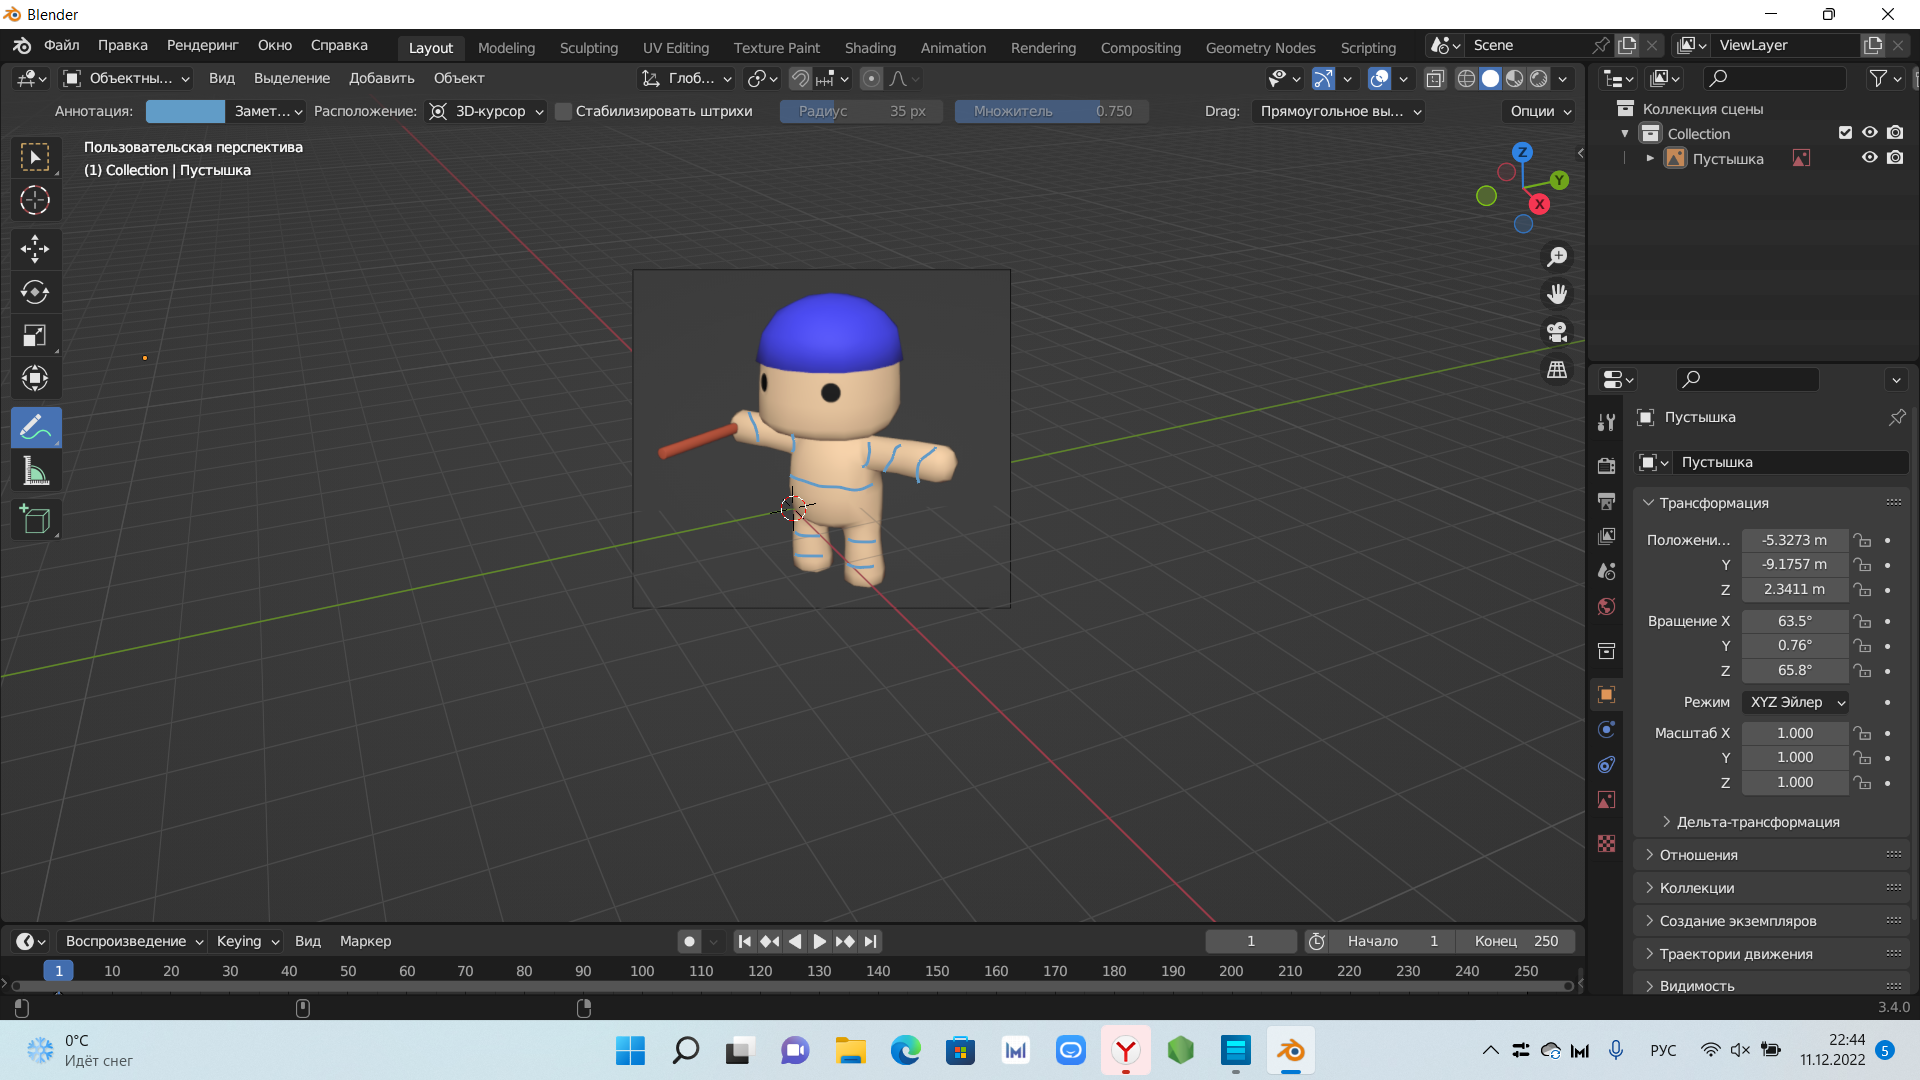 Blender
Файл Правка Рендеринг Окно Справка Layout Modeling Sculpting UV Editing Texture Paint Shading Animation Rendering Compositing Geometry Nodes Scripting Scene ViewLayer
Объектны... Вид Выделение Добавить Объект Глоб...
Аннотация: Замет... Расположение: 3D-курсор Стабилизировать штрихи Радиус 35 px Множитель 0.750 Drag: Прямоугольное вы... Опции
Пользовательская перспектива
(1) Collection | Пустышка
Z
Y
X
Коллекция сцены
Collection
Пустышка
Пустышка
Пустышка
Трансформация
Положени... -5.3273 m
Y -9.1757 m
Z 2.3411 m
Вращение X 63.5°
Y 0.76°
Z 65.8°
Режим XYZ Эйлер
Масштаб X 1.000
Y 1.000
Z 1.000
Дельта-трансформация
Отношения
Коллекции
Создание экземпляров
Траектории движения
Видимость
Воспроизведение Keying Вид Маркер 1 Начало 1 Конец 250
1 10 20 30 40 50 60 70 80 90 100 110 120 130 140 150 160 170 180 190 200 210 220 230 240 250
3.4.0
0°C
Идёт снег
РУС
22:44
11.12.2022
5